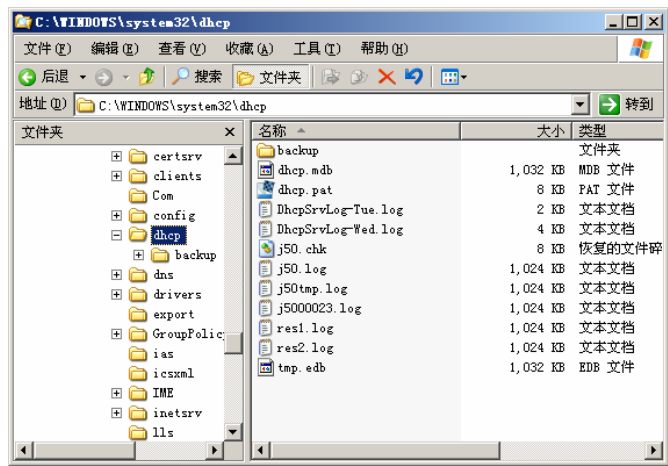 C:\WINDOWS\system32\dhcp
文件(F) 编辑(E) 查看(V) 收藏(A) 工具(T) 帮助(H)
后退 搜索 文件夹
地址(D) C:\WINDOWS\system32\dhcp 转到
文件夹 名称 大小 类型
certsrv
clients
Com
config
dhcp
backup
dns
drivers
export
GroupPolic
ias
icsxml
IME
inetsrv
lls
backup 文件夹
dhcp.mdb 1,032 KB MDB 文件
dhcp.pat 8 KB PAT 文件
DhcpSrvLog-Tue.log 2 KB 文本文档
DhcpSrvLog-Wed.log 4 KB 文本文档
j50.chk 8 KB 恢复的文件碎
j50.log 1,024 KB 文本文档
j50tmp.log 1,024 KB 文本文档
j5000023.log 1,024 KB 文本文档
res1.log 1,024 KB 文本文档
res2.log 1,024 KB 文本文档
tmp.edb 1,032 KB EDB 文件